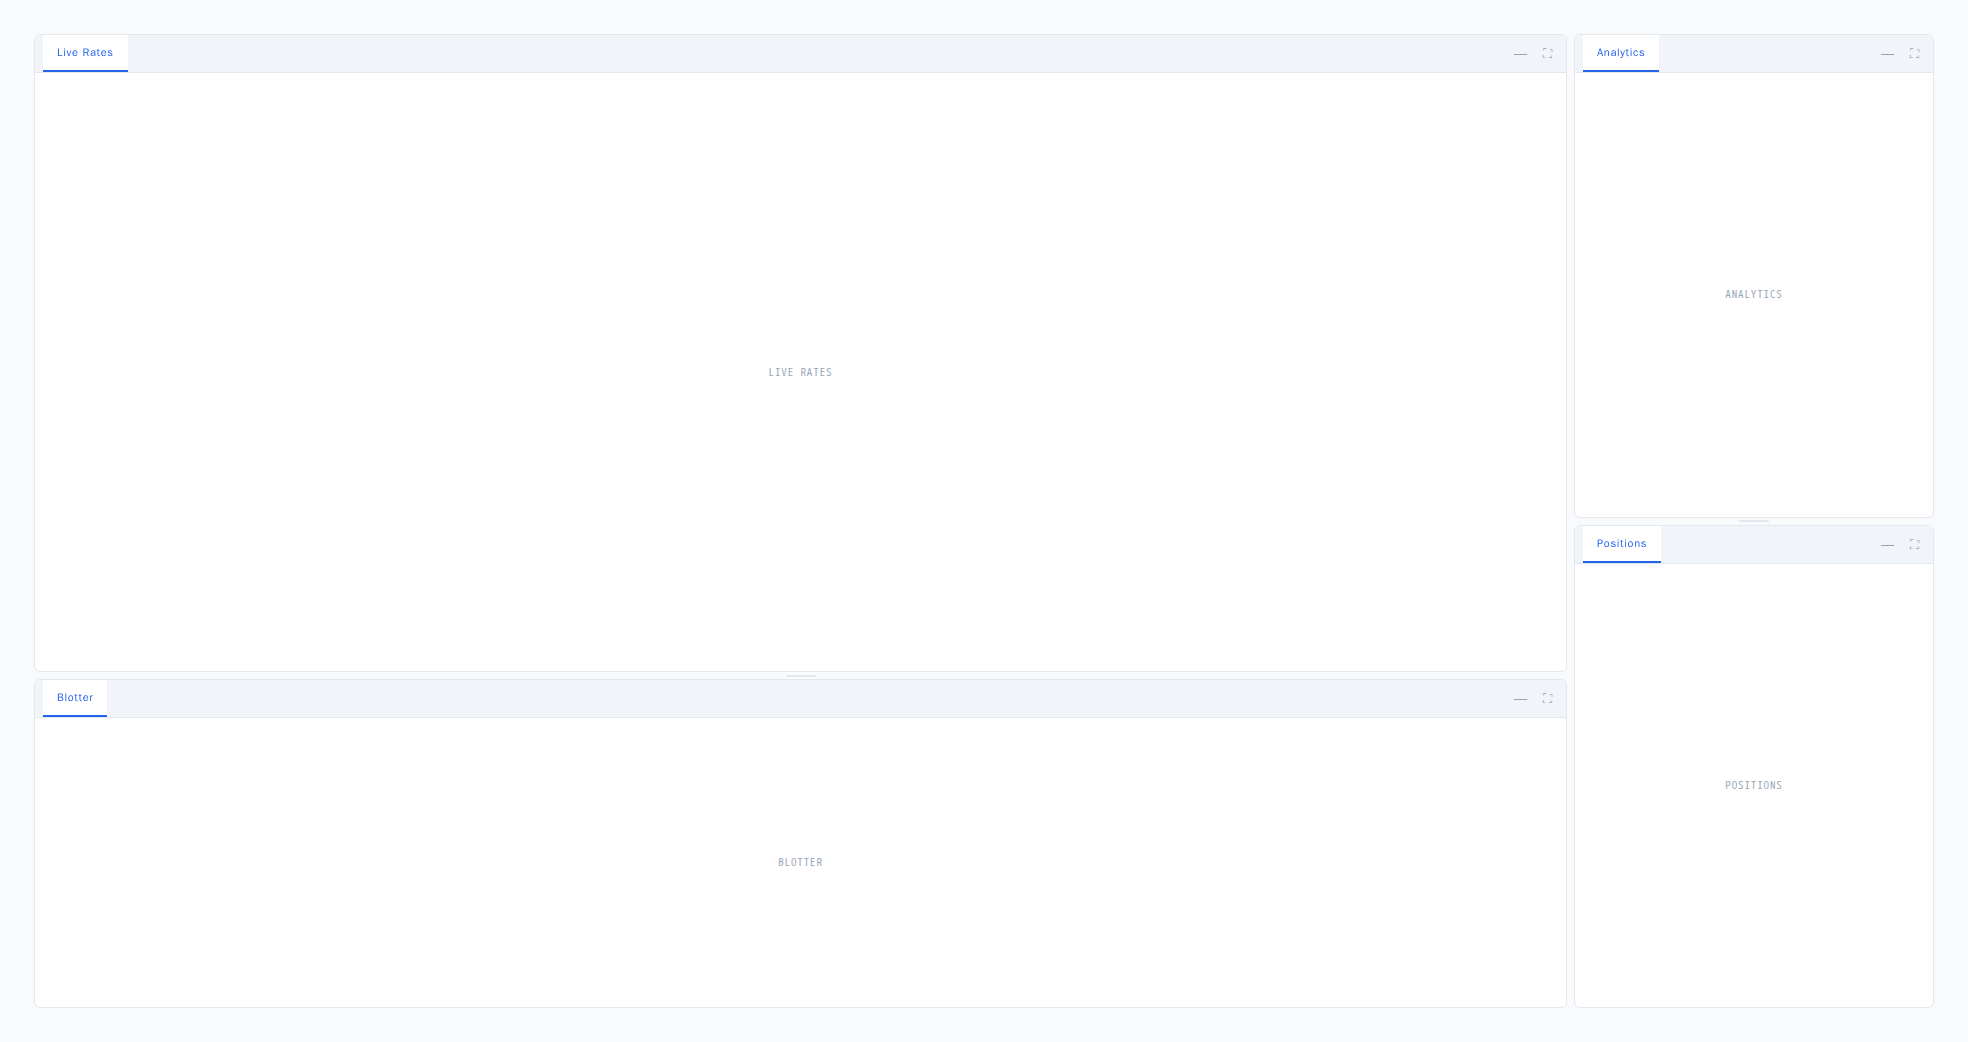 Live Rates
LIVE RATES
Blotter
BLOTTER
Analytics
ANALYTICS
Positions
POSITIONS